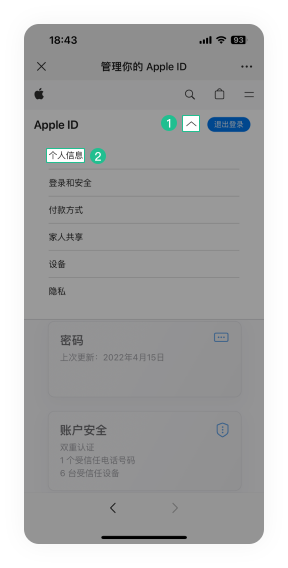 18:43
93
管理你的 Apple ID
Apple ID
1
退出登录
个人信息
2
登录和安全
付款方式
家人共享
设备
隐私
密码
上次更新：2022年4月15日
账户安全
双重认证
1 个受信任电话号码
6 台受信任设备